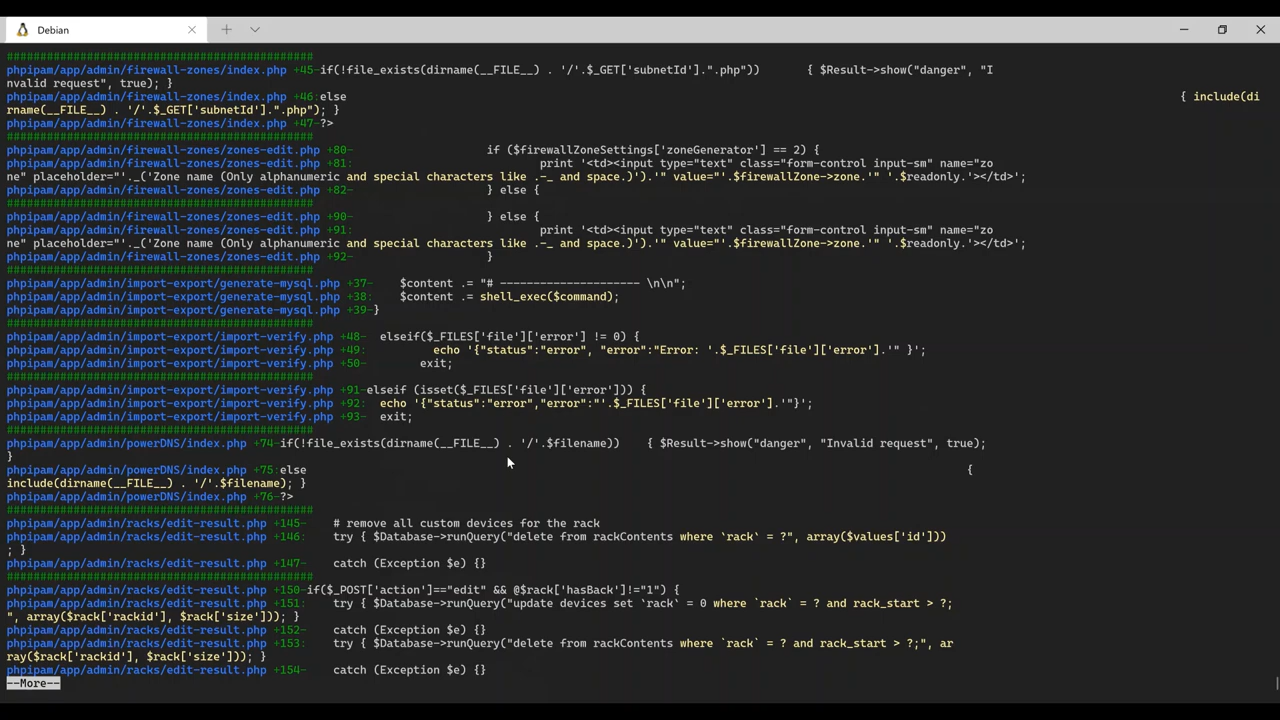 Debian
##############################################
phpipam/app/admin/firewall-zones/index.php +45-if(!file_exists(dirname(__FILE__) . '/'.$_GET['subnetId'].".php")) { $Result->show("danger", "I
nvalid request", true); }
phpipam/app/admin/firewall-zones/index.php +46:else { include(di
rname(__FILE__) . '/'.$_GET['subnetId'].".php"); }
phpipam/app/admin/firewall-zones/index.php +47-?>
##############################################
phpipam/app/admin/firewall-zones/zones-edit.php +80- if ($firewallZoneSettings['zoneGenerator'] == 2) {
phpipam/app/admin/firewall-zones/zones-edit.php +81: print '<td><input type="text" class="form-control input-sm" name="zo
ne" placeholder="'._('Zone name (Only alphanumeric and special characters like .-_ and space.)').'" value="'.$firewallZone->zone.'" '.$readonly.'></td>';
phpipam/app/admin/firewall-zones/zones-edit.php +82- } else {
##############################################
phpipam/app/admin/firewall-zones/zones-edit.php +90- } else {
phpipam/app/admin/firewall-zones/zones-edit.php +91: print '<td><input type="text" class="form-control input-sm" name="zo
ne" placeholder="'._('Zone name (Only alphanumeric and special characters like .-_ and space.)').'" value="'.$firewallZone->zone.'" '.$readonly.'></td>';
phpipam/app/admin/firewall-zones/zones-edit.php +92- }
##############################################
phpipam/app/admin/import-export/generate-mysql.php +37- $content .= "# --------------------- \n\n";
phpipam/app/admin/import-export/generate-mysql.php +38: $content .= shell_exec($command);
phpipam/app/admin/import-export/generate-mysql.php +39-}
##############################################
phpipam/app/admin/import-export/import-verify.php +48- elseif($_FILES['file']['error'] != 0) {
phpipam/app/admin/import-export/import-verify.php +49: echo '{"status":"error", "error":"Error: '.$_FILES['file']['error'].'" }';
phpipam/app/admin/import-export/import-verify.php +50- exit;
##############################################
phpipam/app/admin/import-export/import-verify.php +91-elseif (isset($_FILES['file']['error'])) {
phpipam/app/admin/import-export/import-verify.php +92: echo '{"status":"error","error":"'.$_FILES['file']['error'].'"}';
phpipam/app/admin/import-export/import-verify.php +93- exit;
##############################################
phpipam/app/admin/powerDNS/index.php +74-if(!file_exists(dirname(__FILE__) . '/'.$filename)) { $Result->show("danger", "Invalid request", true);
}
phpipam/app/admin/powerDNS/index.php +75:else {
include(dirname(__FILE__) . '/'.$filename); }
phpipam/app/admin/powerDNS/index.php +76-?>
##############################################
phpipam/app/admin/racks/edit-result.php +145- # remove all custom devices for the rack
phpipam/app/admin/racks/edit-result.php +146: try { $Database->runQuery("delete from rackContents where `rack` = ?", array($values['id']))
; }
phpipam/app/admin/racks/edit-result.php +147- catch (Exception $e) {}
##############################################
phpipam/app/admin/racks/edit-result.php +150-if($_POST['action']=="edit" && @$rack['hasBack']!="1") {
phpipam/app/admin/racks/edit-result.php +151: try { $Database->runQuery("update devices set `rack` = 0 where `rack` = ? and rack_start > ?;
", array($rack['rackid'], $rack['size'])); }
phpipam/app/admin/racks/edit-result.php +152- catch (Exception $e) {}
phpipam/app/admin/racks/edit-result.php +153: try { $Database->runQuery("delete from rackContents where `rack` = ? and rack_start > ?;", ar
ray($rack['rackid'], $rack['size'])); }
phpipam/app/admin/racks/edit-result.php +154- catch (Exception $e) {}
--More--